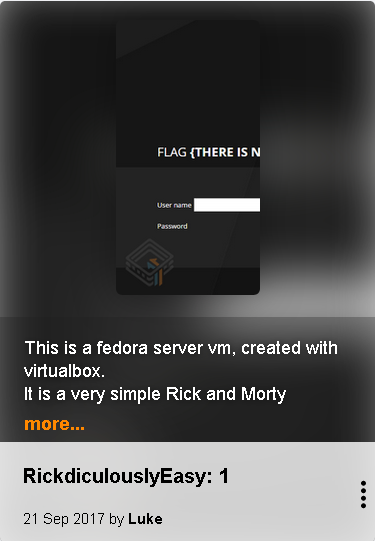 FLAG {THERE IS N
User name
Password
This is a fedora server vm, created with
virtualbox.
It is a very simple Rick and Morty
more...
RickdiculouslyEasy: 1
21 Sep 2017 by Luke